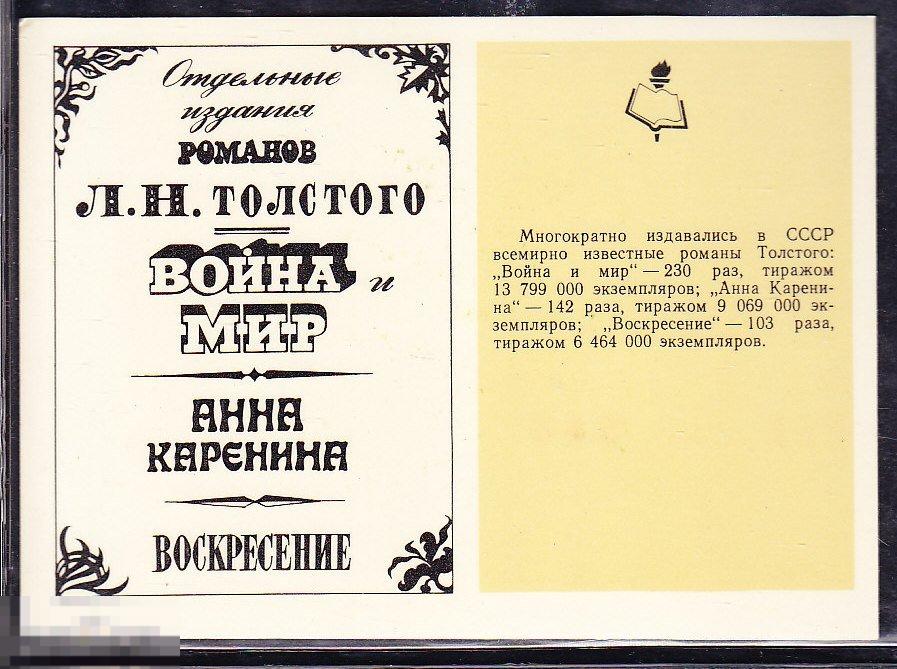 Отдельные
издания
РОМАНОВ
Л.Н. ТОЛСТОГО
ВОЙНА и
МИР
АННА
КАРЕНИНА
ВОСКРЕСЕНИЕ
Многократно издавались в СССР
всемирно известные романы Толстого:
„Война и мир“ — 230 раз, тиражом
13 799 000 экземпляров; „Анна Карени-
на“ — 142 раза, тиражом 9 069 000 эк-
земпляров; „Воскресение“ — 103 раза,
тиражом 6 464 000 экземпляров.